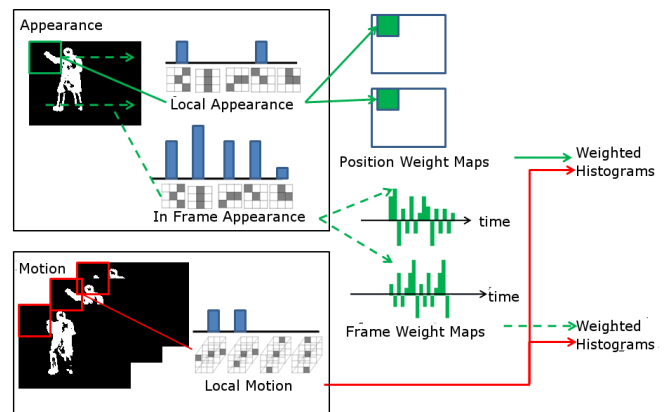 Appearance
Local Appearance
In Frame Appearance
Position Weight Maps
Weighted
Histograms
time
time
Frame Weight Maps
Weighted
Histograms
Motion
Local Motion